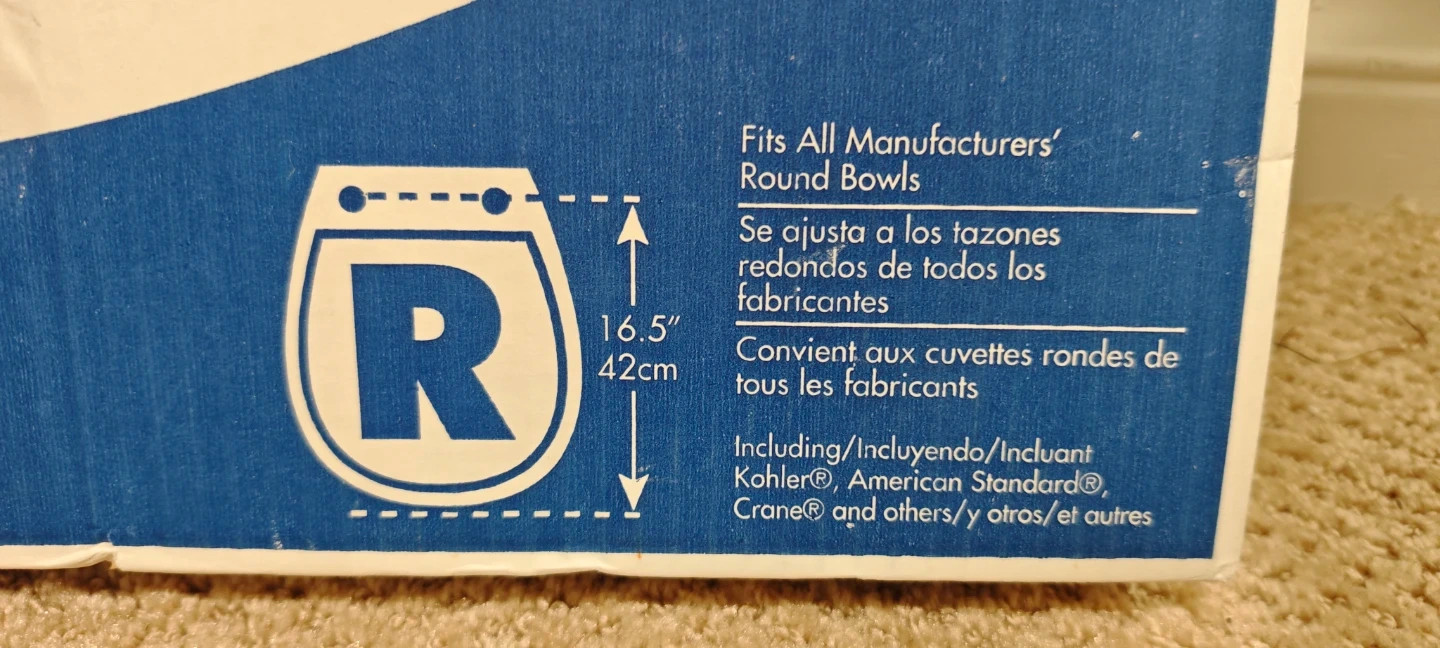 R
16.5"
42cm
Fits All Manufacturers'
Round Bowls
Se ajusta a los tazones
redondos de todos los
fabricantes
Convient aux cuvettes rondes de
tous les fabricants
Including/Incluyendo/Incluant
Kohler®, American Standard®,
Crane® and others/y otros/et autres